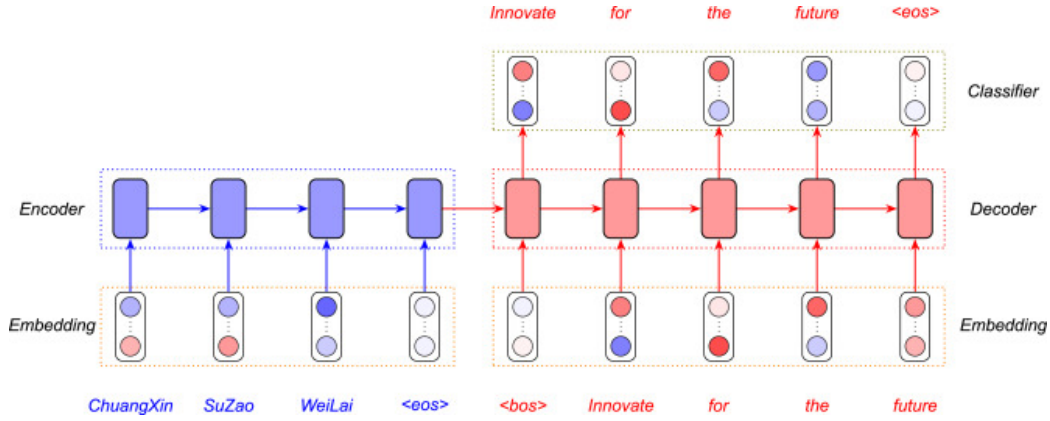 Innovate for the future <eos>
Classifier
Encoder
Decoder
Embedding
Embedding
ChuangXin SuZao WeiLai <eos> <bos> Innovate for the future